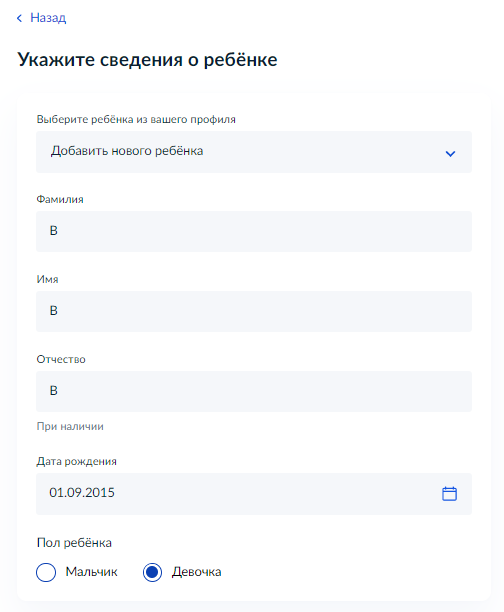 Назад
Укажите сведения о ребёнке
Выберите ребёнка из вашего профиля
Добавить нового ребёнка
Фамилия
В
Имя
В
Отчество
В
При наличии
Дата рождения
01.09.2015
Пол ребёнка
Мальчик Девочка